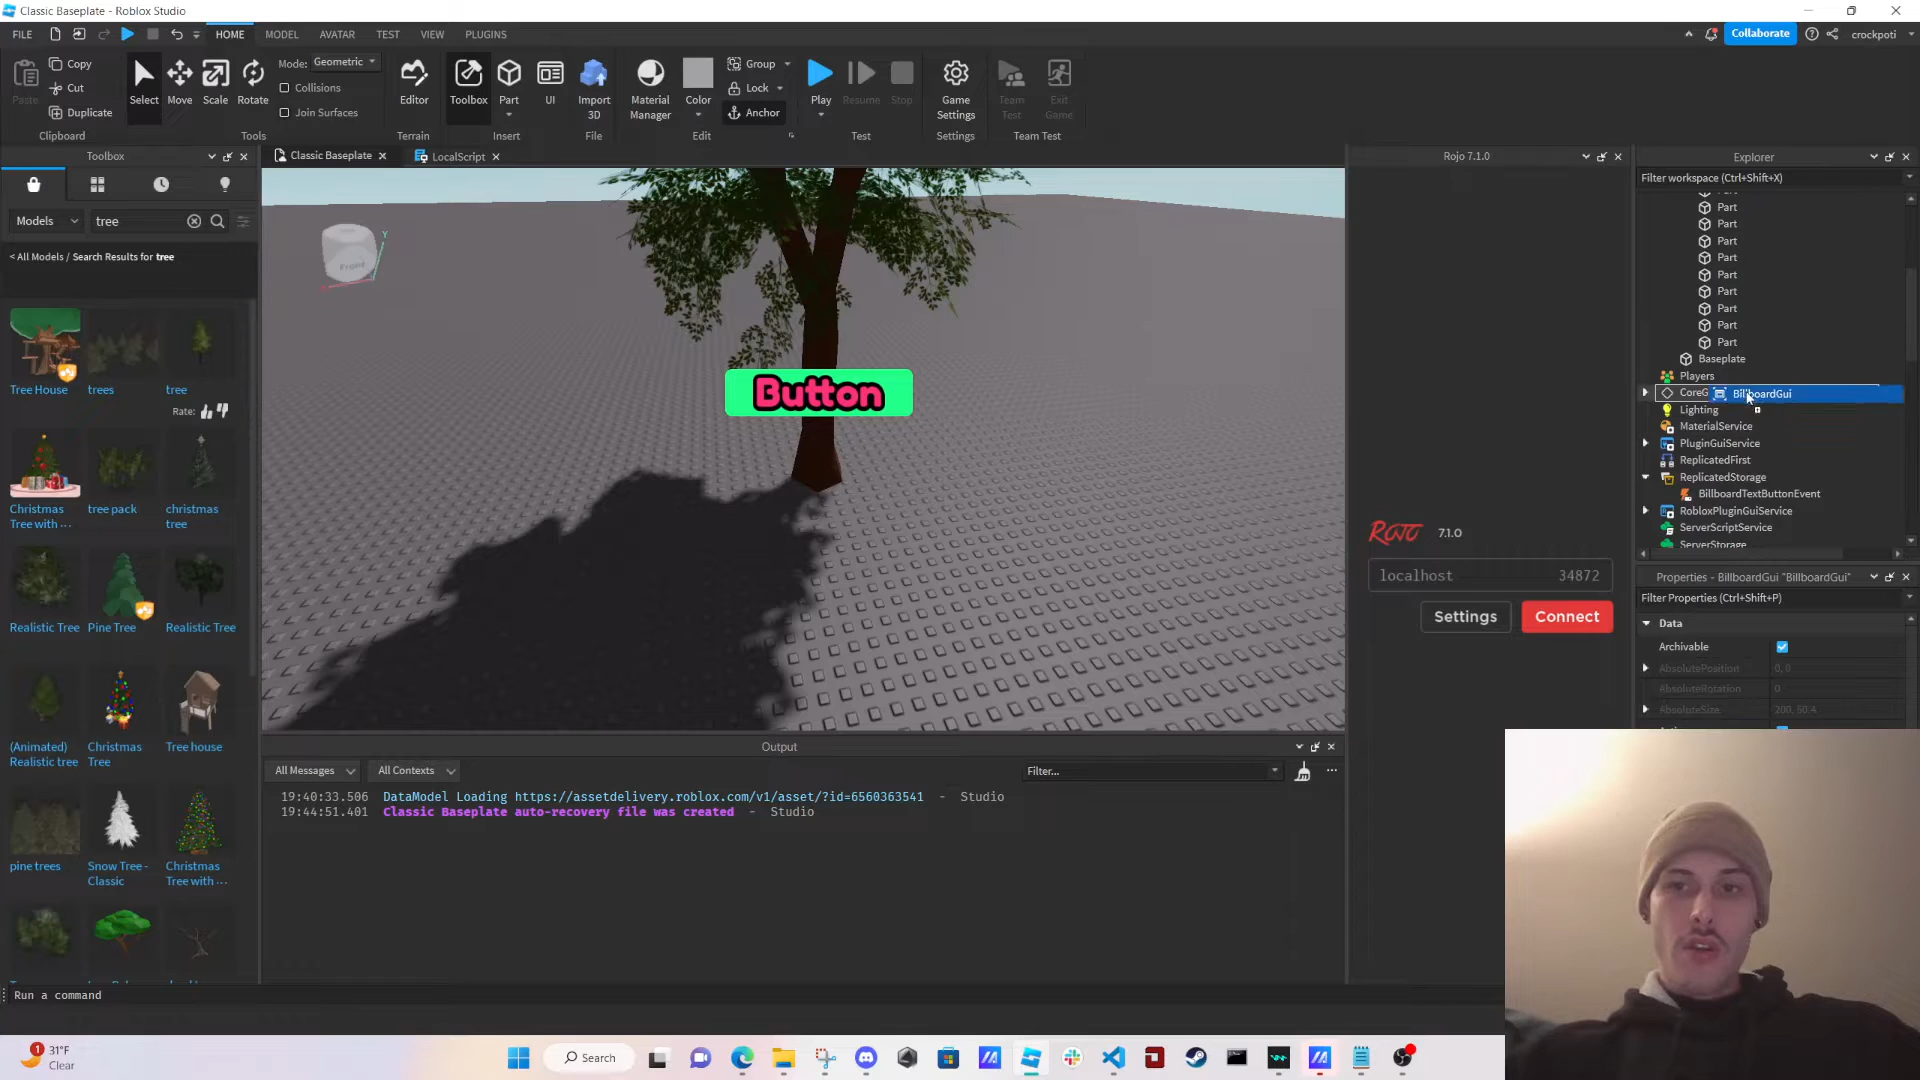 Classic Baseplate - Roblox Studio
FILE HOME MODEL AVATAR TEST VIEW PLUGINS Collaborate crockpoti
Paste Copy Cut Duplicate Clipboard
Select Move Scale Rotate Mode: Geometric Collisions Join Surfaces Tools
Editor Terrain
Toolbox Part UI Insert
Import 3D File
Material Manager Color Group Lock Anchor Edit
Play Resume Stop Test
Game Settings Settings
Team Test Exit Game Team Test
Toolbox
Classic Baseplate LocalScript
Rojo 7.1.0
Explorer
Filter workspace (Ctrl+Shift+X)
Models tree
< All Models / Search Results for tree
Tree House trees tree
Rate:
Christmas Tree with ... tree pack christmas tree
Realistic Tree Pine Tree Realistic Tree
(Animated) Realistic tree Christmas Tree Tree house
pine trees Snow Tree - Classic Christmas Tree with ...
Front
Y
Button
Part
Part
Part
Part
Part
Part
Part
Part
Part
Baseplate
Players
CoreG BillboardGui
Lighting
MaterialService
PluginGuiService
ReplicatedFirst
ReplicatedStorage
BillboardTextButtonEvent
RobloxPluginGuiService
ServerScriptService
ServerStorage
Rojo 7.1.0
localhost 34872
Settings Connect
Properties - BillboardGui "BillboardGui"
Filter Properties (Ctrl+Shift+P)
Data
Archivable
AbsolutePosition 0, 0
AbsoluteRotation 0
AbsoluteSize 200, 50.4
Output
All Messages All Contexts Filter...
19:40:33.506 DataModel Loading https://assetdelivery.roblox.com/v1/asset/?id=6560363541 - Studio
19:44:51.401 Classic Baseplate auto-recovery file was created - Studio
Run a command
1 31°F
Clear
Search